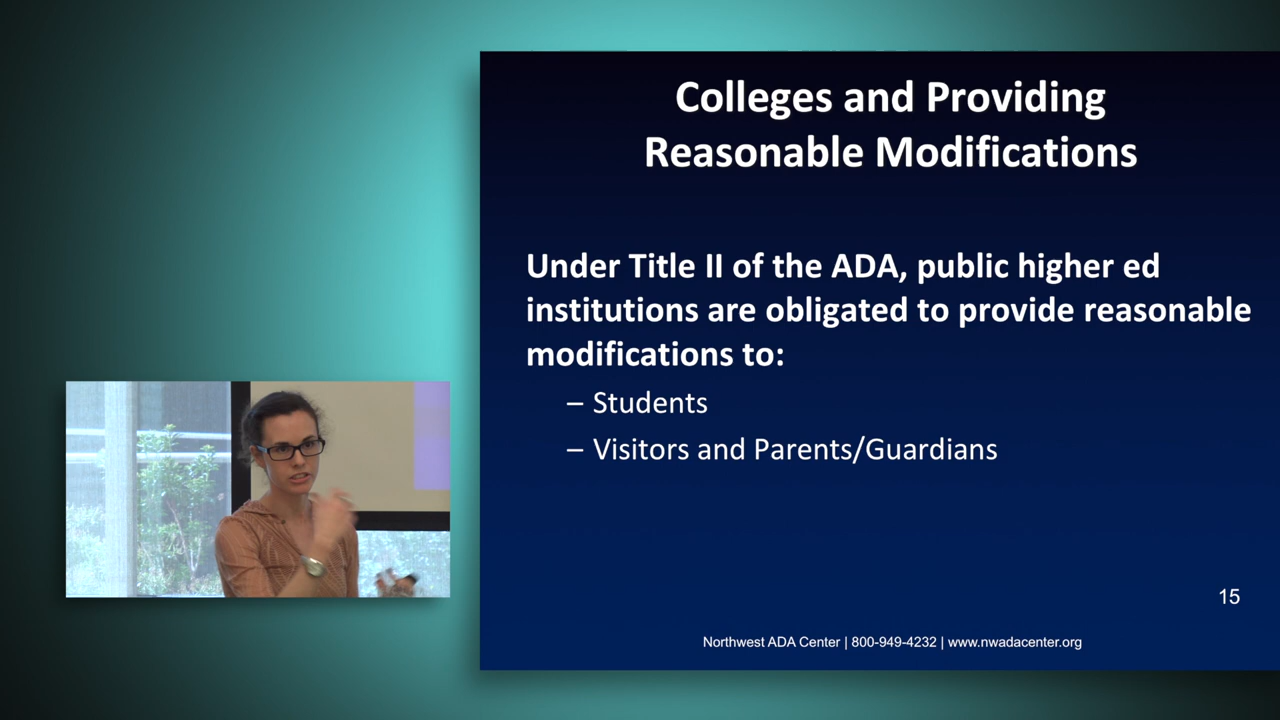 Colleges and Providing
Reasonable Modifications
Under Title II of the ADA, public higher ed
institutions are obligated to provide reasonable
modifications to:
– Students
– Visitors and Parents/Guardians
15
Northwest ADA Center | 800-949-4232 | www.nwadacenter.org